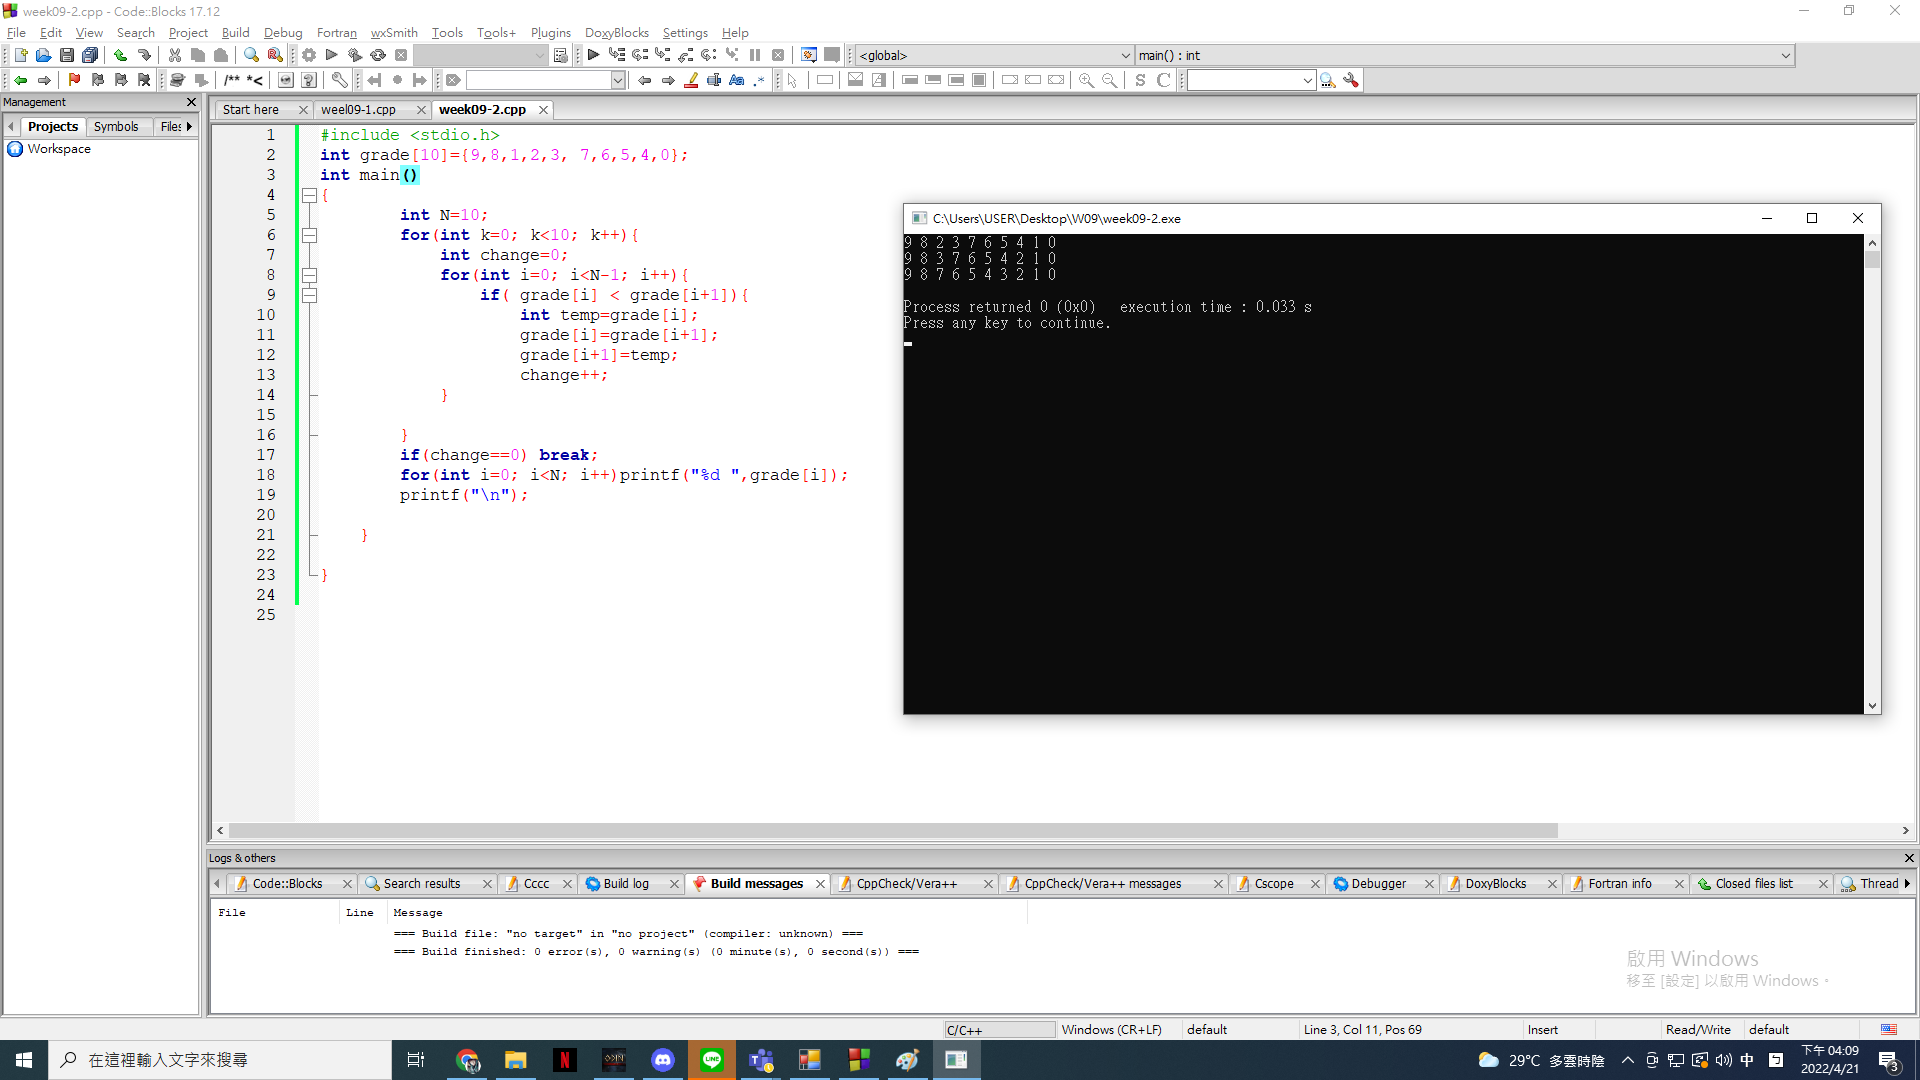 week09-2.cpp - Code::Blocks 17.12
File Edit View Search Project Build Debug Fortran wxSmith Tools Tools+ Plugins DoxyBlocks Settings Help
<global> main() : int
/** *<
S C
Management
Start here weel09-1.cpp week09-2.cpp
Projects Symbols Files
Workspace
1 #include <stdio.h>
2 int grade[10]={9,8,1,2,3, 7,6,5,4,0};
3 int main()
4 {
5 int N=10;
6 for(int k=0; k<10; k++){
7 int change=0;
8 for(int i=0; i<N-1; i++){
9 if( grade[i] < grade[i+1]){
10 int temp=grade[i];
11 grade[i]=grade[i+1];
12 grade[i+1]=temp;
13 change++;
14 }
15
16 }
17 if(change==0) break;
18 for(int i=0; i<N; i++)printf("%d ",grade[i]);
19 printf("\n");
20
21 }
22
23 }
24
25
C:\Users\USER\Desktop\W09\week09-2.exe
9 8 2 3 7 6 5 4 1 0
9 8 3 7 6 5 4 2 1 0
9 8 7 6 5 4 3 2 1 0
Process returned 0 (0x0) execution time : 0.033 s
Press any key to continue.
Logs & others
Code::Blocks Search results Cccc Build log Build messages CppCheck/Vera++ CppCheck/Vera++ messages Cscope Debugger DoxyBlocks Fortran info Closed files list Thread
File Line Message
=== Build file: "no target" in "no project" (compiler: unknown) ===
=== Build finished: 0 error(s), 0 warning(s) (0 minute(s), 0 second(s)) ===
啟用 Windows
移至 [設定] 以啟用 Windows。
C/C++ Windows (CR+LF) default Line 3, Col 11, Pos 69 Insert Read/Write default
在這裡輸入文字來搜尋
29°C 多雲時陰 中 下午 04:09
2022/4/21
3